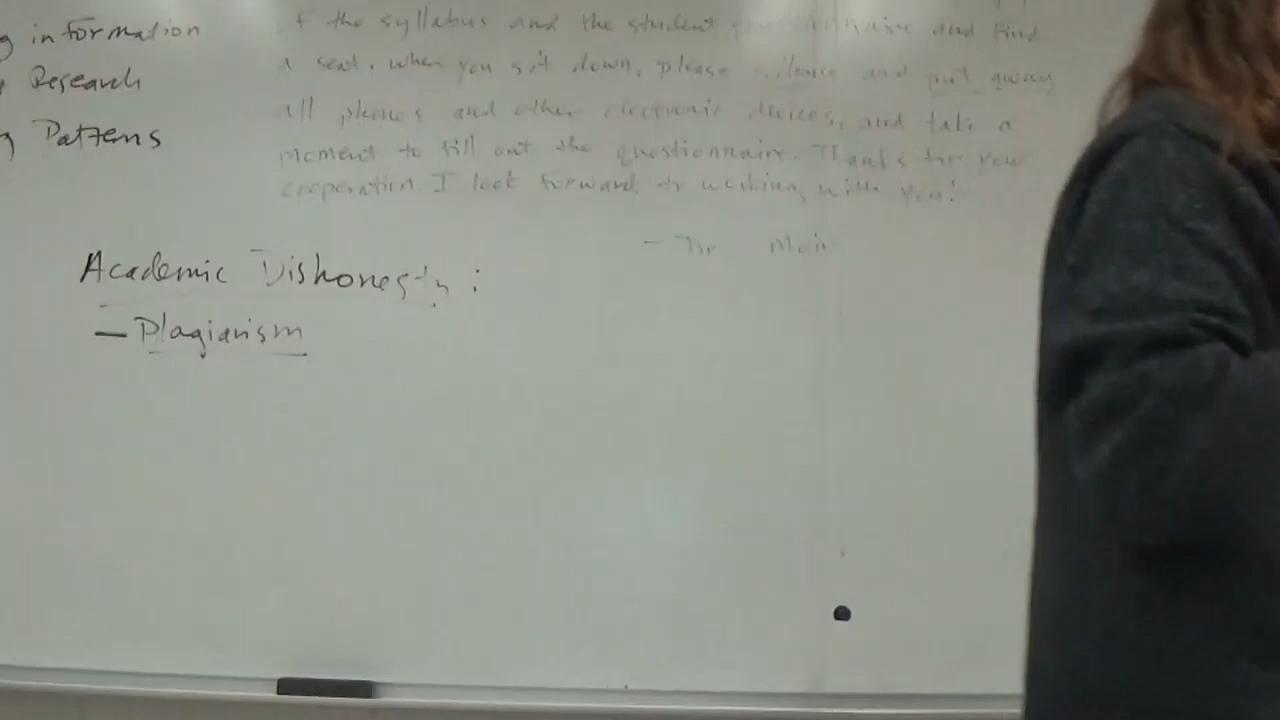 information
Research
Patterns
the syllabus and the student and find
a seat. When you sit down, please silence and put away
all phones and other electronic devices, and take a
moment to fill out the questionnaire. Thanks for your
cooperation. I look forward to working with you!
Academic Dishonesty:
— Plagiarism